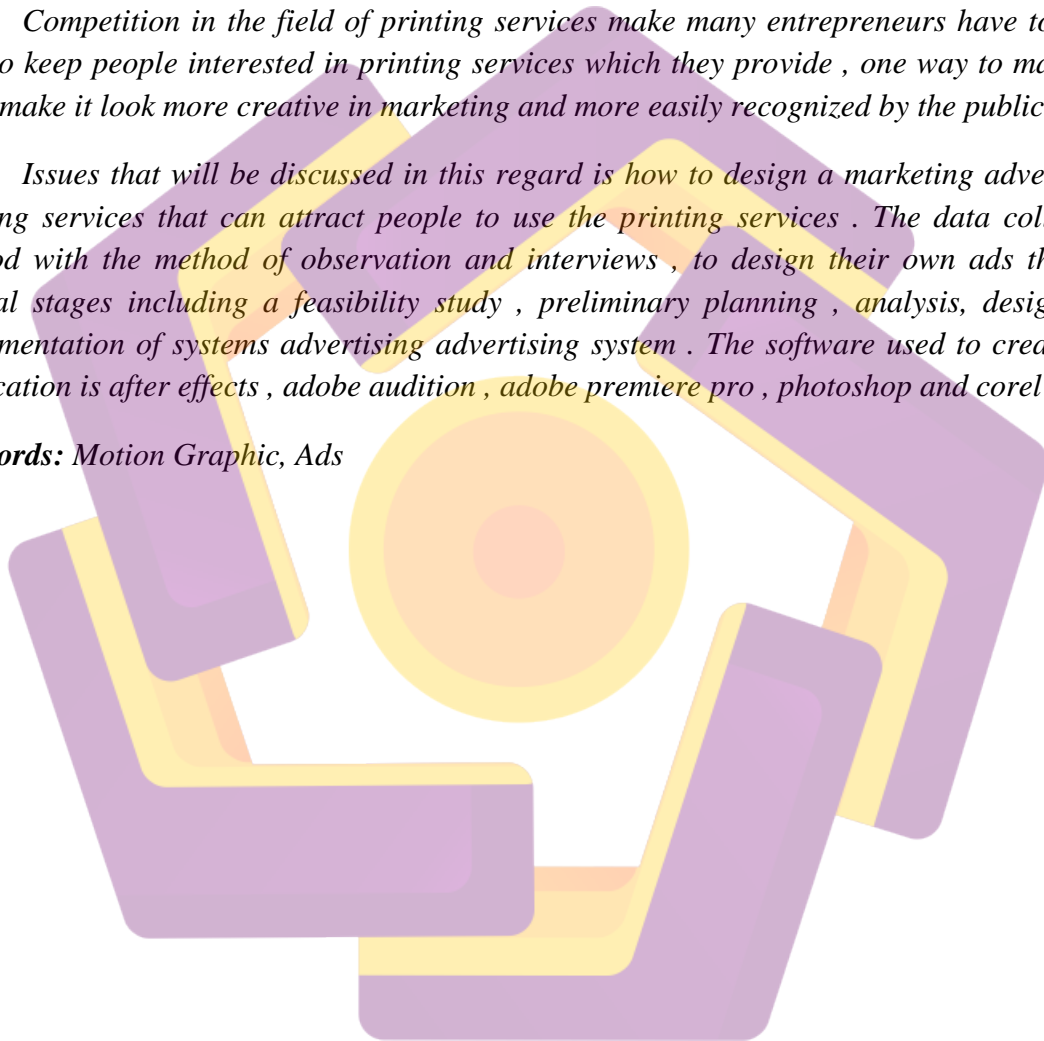 Competition in the field of printing services make many entrepreneurs have to
o keep people interested in printing services which they provide , one way to ma
make it look more creative in marketing and more easily recognized by the public
Issues that will be discussed in this regard is how to design a marketing adve
ng services that can attract people to use the printing services . The data col
od with the method of observation and interviews , to design their own ads th
al stages including a feasibility study , preliminary planning , analysis, desig
mentation of systems advertising advertising system . The software used to crea
cation is after effects , adobe audition , adobe premiere pro , photoshop and corel
ords: Motion Graphic, Ads